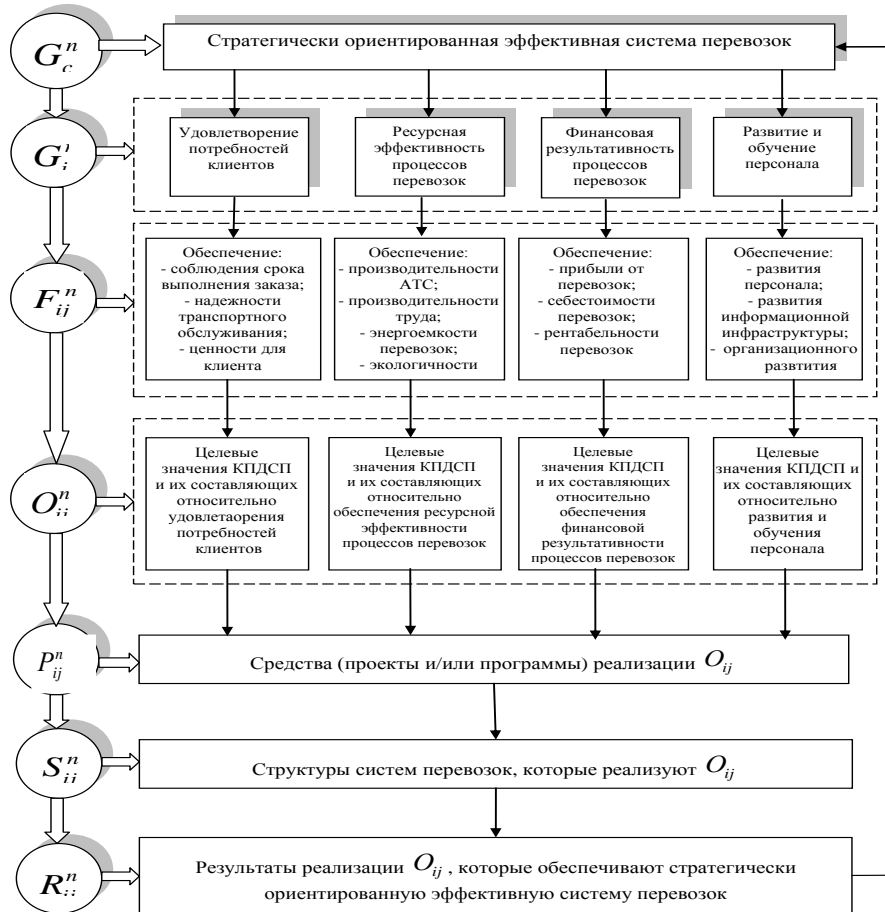 G_c^n
Стратегически ориентированная эффективная система перевозок
G_i^n
Удовлетворение
потребностей
клиентов
Ресурсная
эффективность
процессов
перевозок
Финансовая
результативность
процессов
перевозок
Развитие и
обучение
персонала
F_ij^n
Обеспечение:
- соблюдения срока
выполнения заказа;
- надежности
транспортного
обслуживания;
- ценности для
клиента
Обеспечение:
- производительности
АТС;
- производительности
труда;
- энергоемкости
перевозок;
- экологичности
Обеспечение:
- прибыли от
перевозок;
- себестоимости
перевозок;
- рентабельности
перевозок
Обеспечение:
- развития
персонала;
- развития
информационной
инфраструктуры;
- организационного
развтития
O_ij^n
Целевые
значения КПДСП
и их составляющих
относительно
удовлетаорения
потребностей
клиентов
Целевые
значения КПДСП
и их составляющих
относительно
обеспечения ресурсной
эффективности
процессов перевозок
Целевые
значения КПДСП
и их составляющих
относительно
обеспечения
финансовой
результативности
процессов перевозок
Целевые
значения КПДСП и
их составляющих
относительно
развития и
обучения
персонала
P_ij^n
Средства (проекты и/или программы) реализации O_ij
S_ij^n
Структуры систем перевозок, которые реализуют O_ij
R_ij^n
Результаты реализации O_ij , которые обеспечивают стратегически
ориентированную эффективную систему перевозок